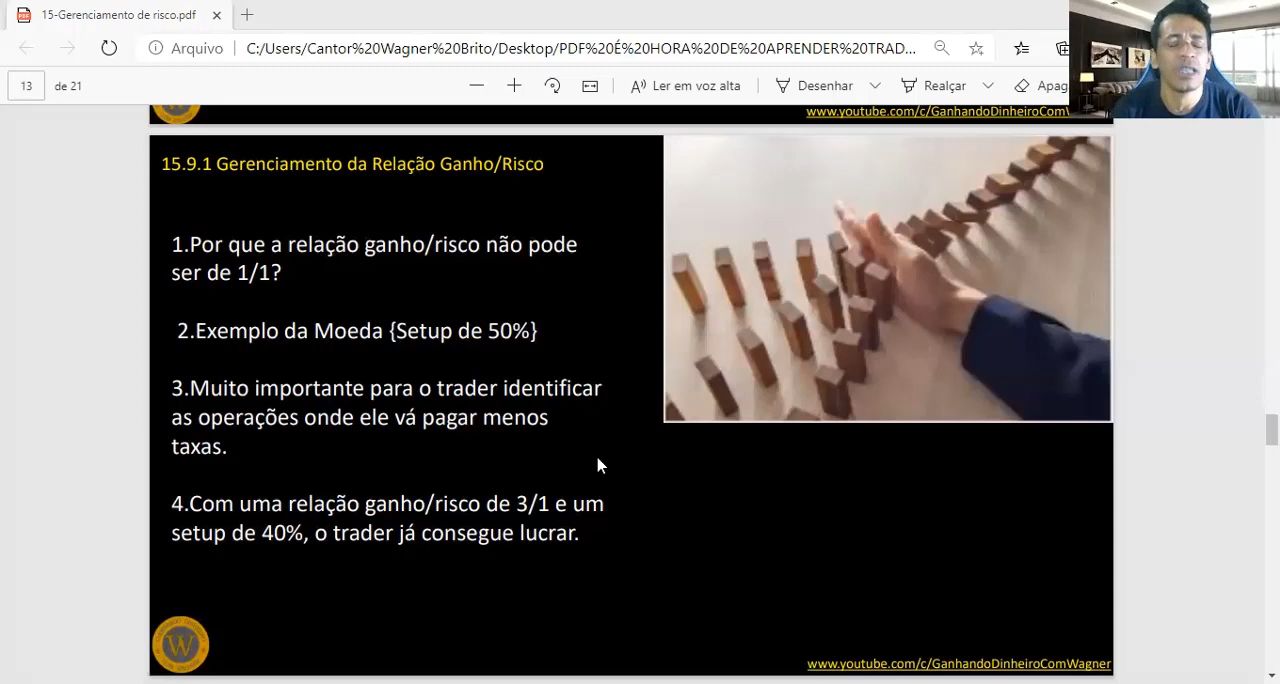 15-Gerenciamento de risco.pdf
Arquivo
C:/Users/Cantor%20Wagner%20Brito/Desktop/PDF%20É%20HORA%20DE%20APRENDER%20TRAD...
13 de 21
Ler em voz alta
Desenhar
Realçar
Apag
www.youtube.com/c/GanhandoDinheiroComW
15.9.1 Gerenciamento da Relação Ganho/Risco
1.Por que a relação ganho/risco não pode
ser de 1/1?
2.Exemplo da Moeda {Setup de 50%}
3.Muito importante para o trader identificar
as operações onde ele vá pagar menos
taxas.
4.Com uma relação ganho/risco de 3/1 e um
setup de 40%, o trader já consegue lucrar.
W
www.youtube.com/c/GanhandoDinheiroComWagner